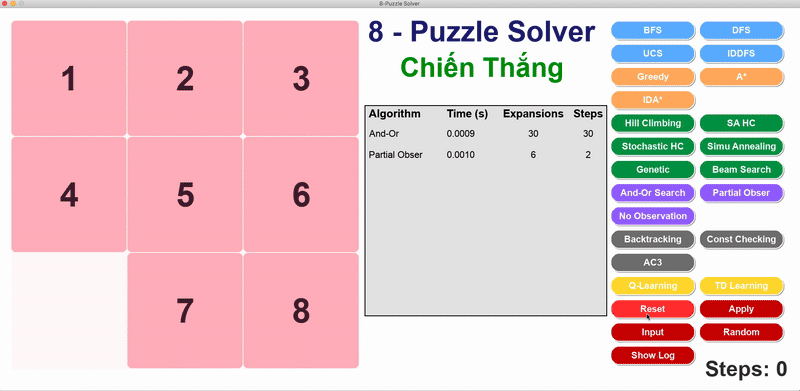 8-Puzzle Solver
1 2 3
4 5 6
7 8
8 - Puzzle Solver
Chiến Thắng
Algorithm Time (s) Expansions Steps
And-Or 0.0009 30 30
Partial Obser 0.0010 6 2
BFS DFS
UCS IDDFS
Greedy A*
IDA*
Hill Climbing SA HC
Stochastic HC Simu Annealing
Genetic Beam Search
And-Or Search Partial Obser
No Observation
Backtracking Const Checking
AC3
Q-Learning TD Learning
Reset Apply
Input Random
Show Log
Steps: 0